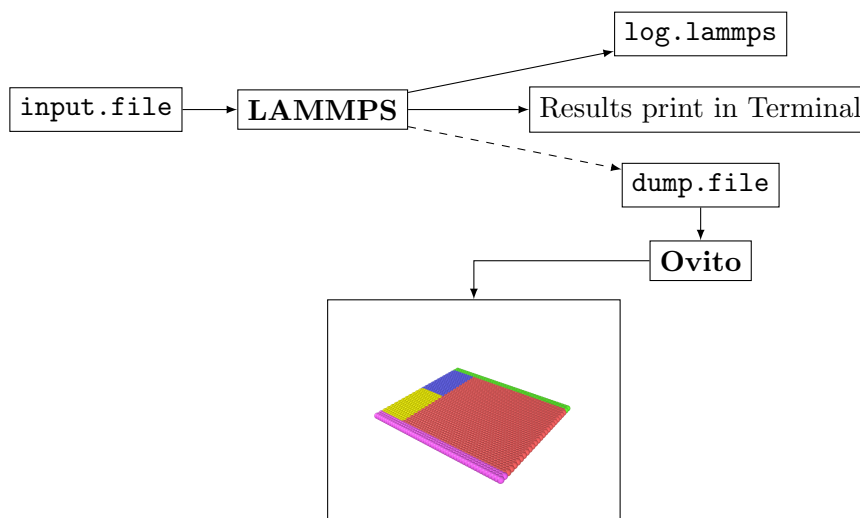 log.lammps
input.file
LAMMPS
Results print in Terminal
dump.file
Ovito